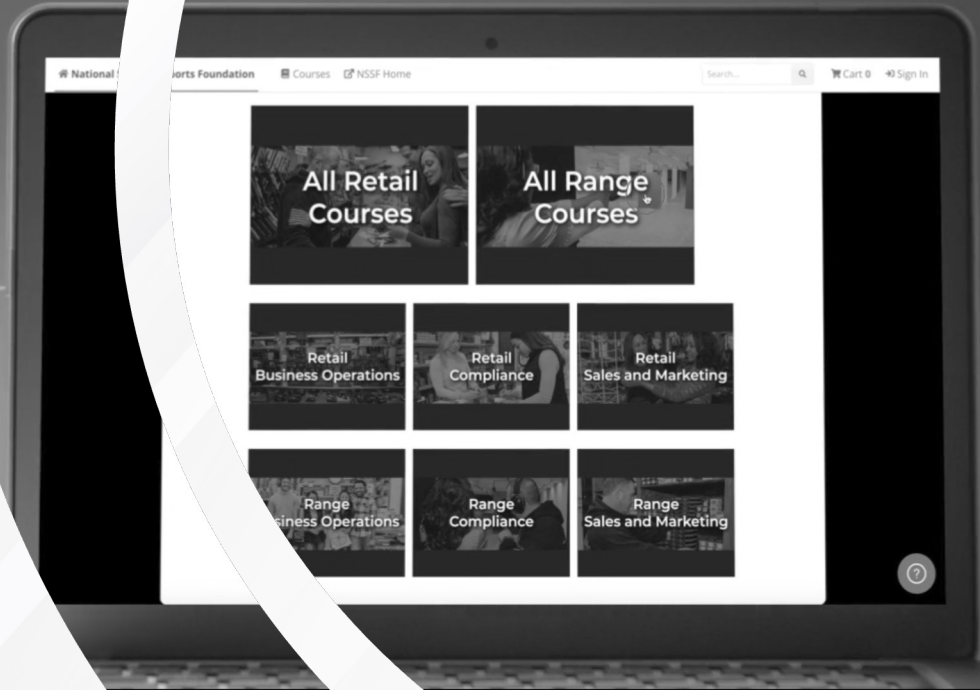 National S
orts Foundation
Courses
NSSF Home
Search...
Cart 0
Sign In
All Retail
Courses
All Range
Courses
Retail
Business Operations
Retail
Compliance
Retail
Sales and Marketing
Range
siness Operations
Range
Compliance
Range
Sales and Marketing
?